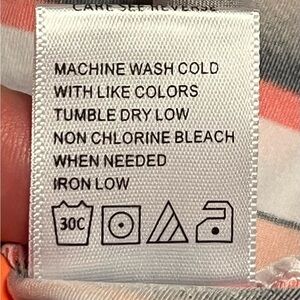 CARE SEE REVERSE
MACHINE WASH COLD
WITH LIKE COLORS
TUMBLE DRY LOW
NON CHLORINE BLEACH
WHEN NEEDED
IRON LOW
30C